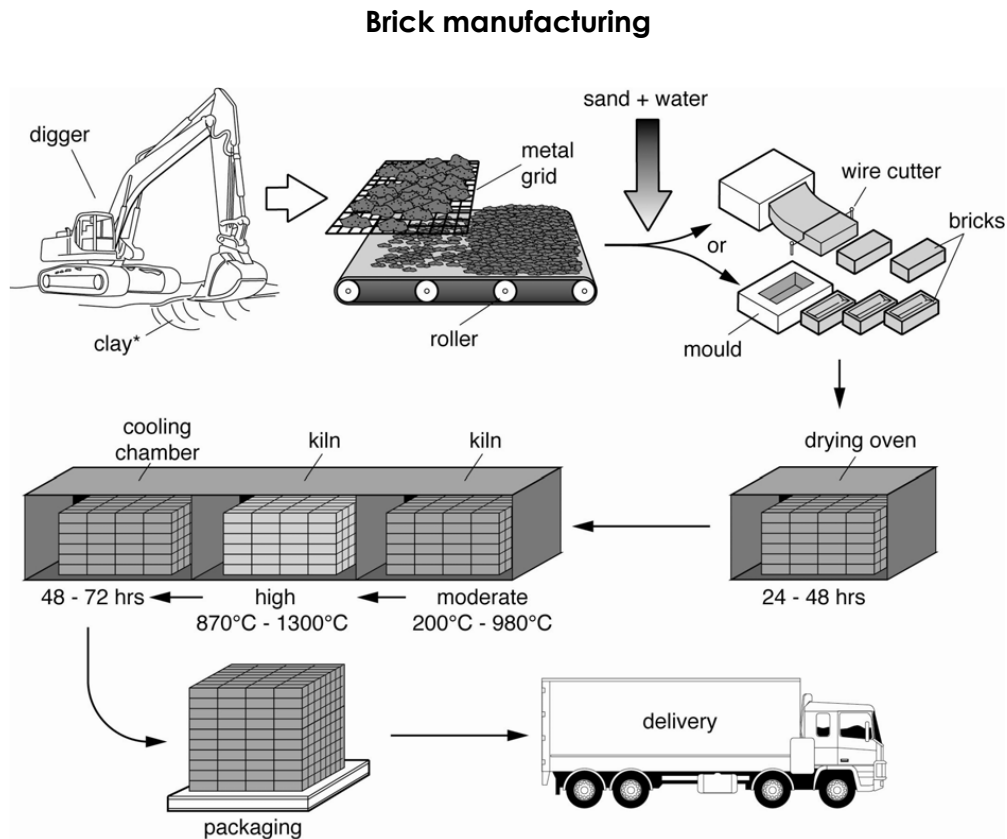 Brick manufacturing
digger
clay*
metal
grid
roller
sand + water
or
wire cutter
bricks
mould
drying oven
24 - 48 hrs
kiln
moderate
200°C - 980°C
kiln
high
870°C - 1300°C
cooling
chamber
48 - 72 hrs
packaging
delivery